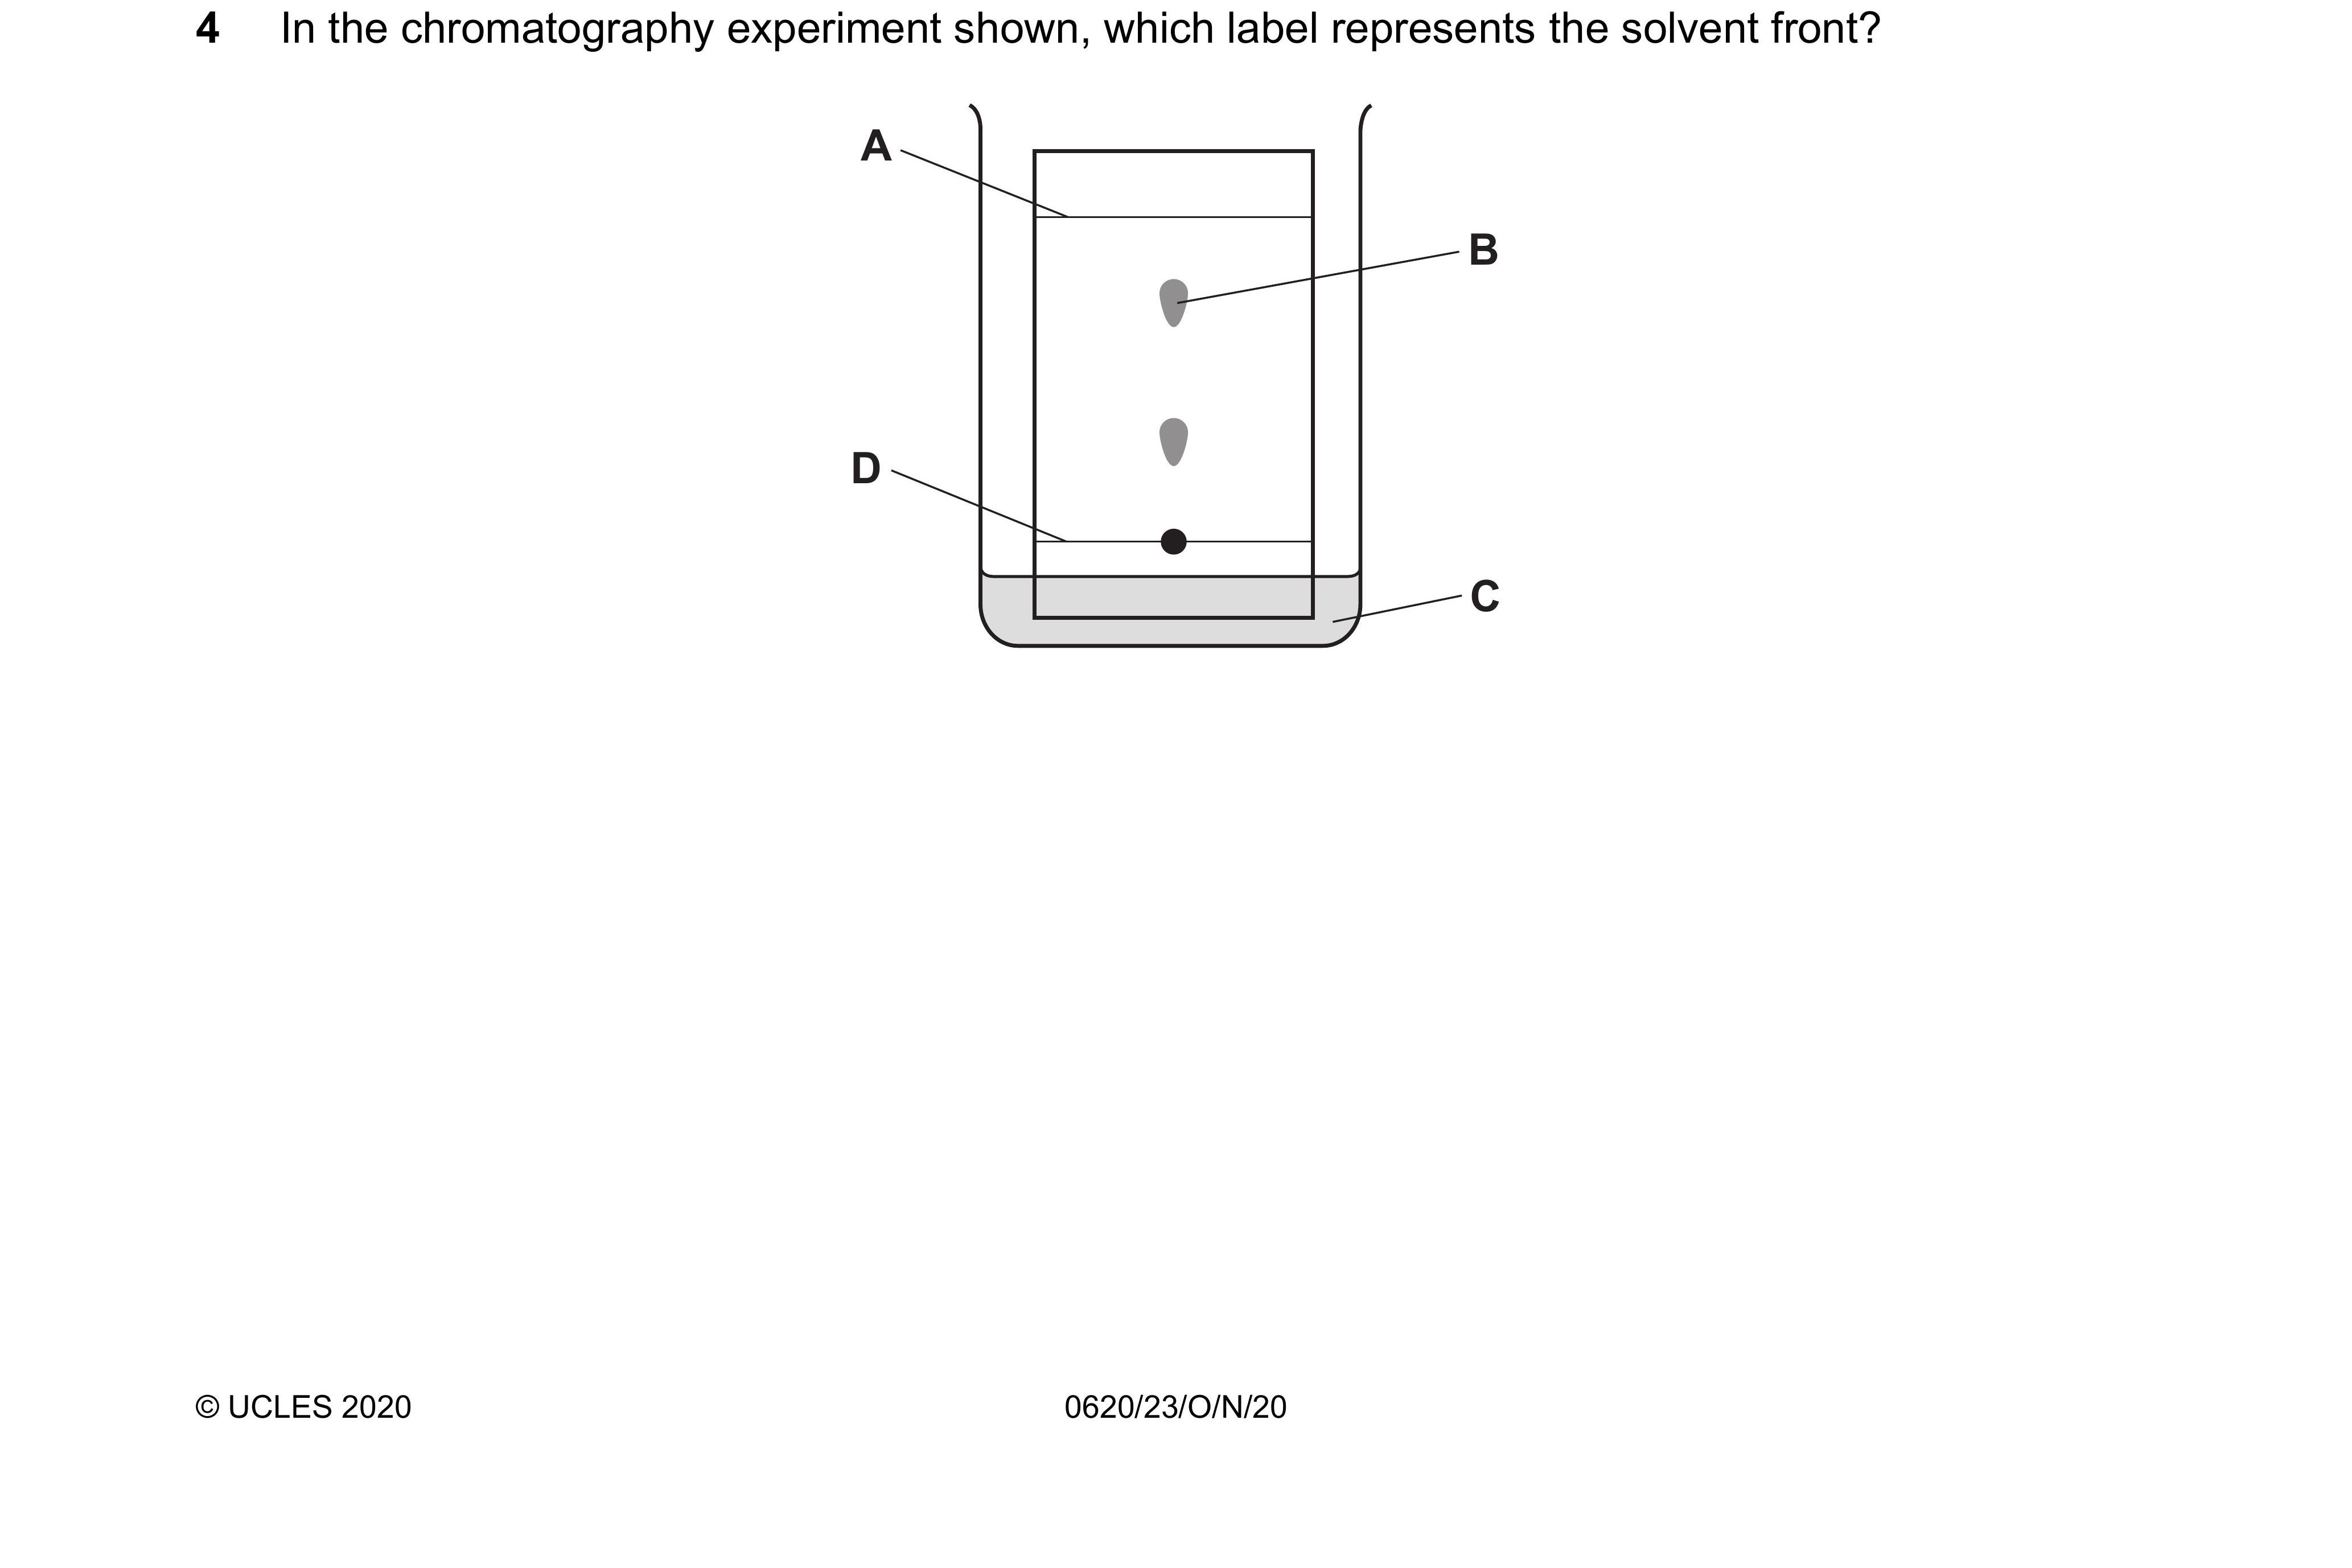 4 In the chromatography experiment shown, which label represents the solvent front?
A
B
D
C
© UCLES 2020 0620/23/O/N/20